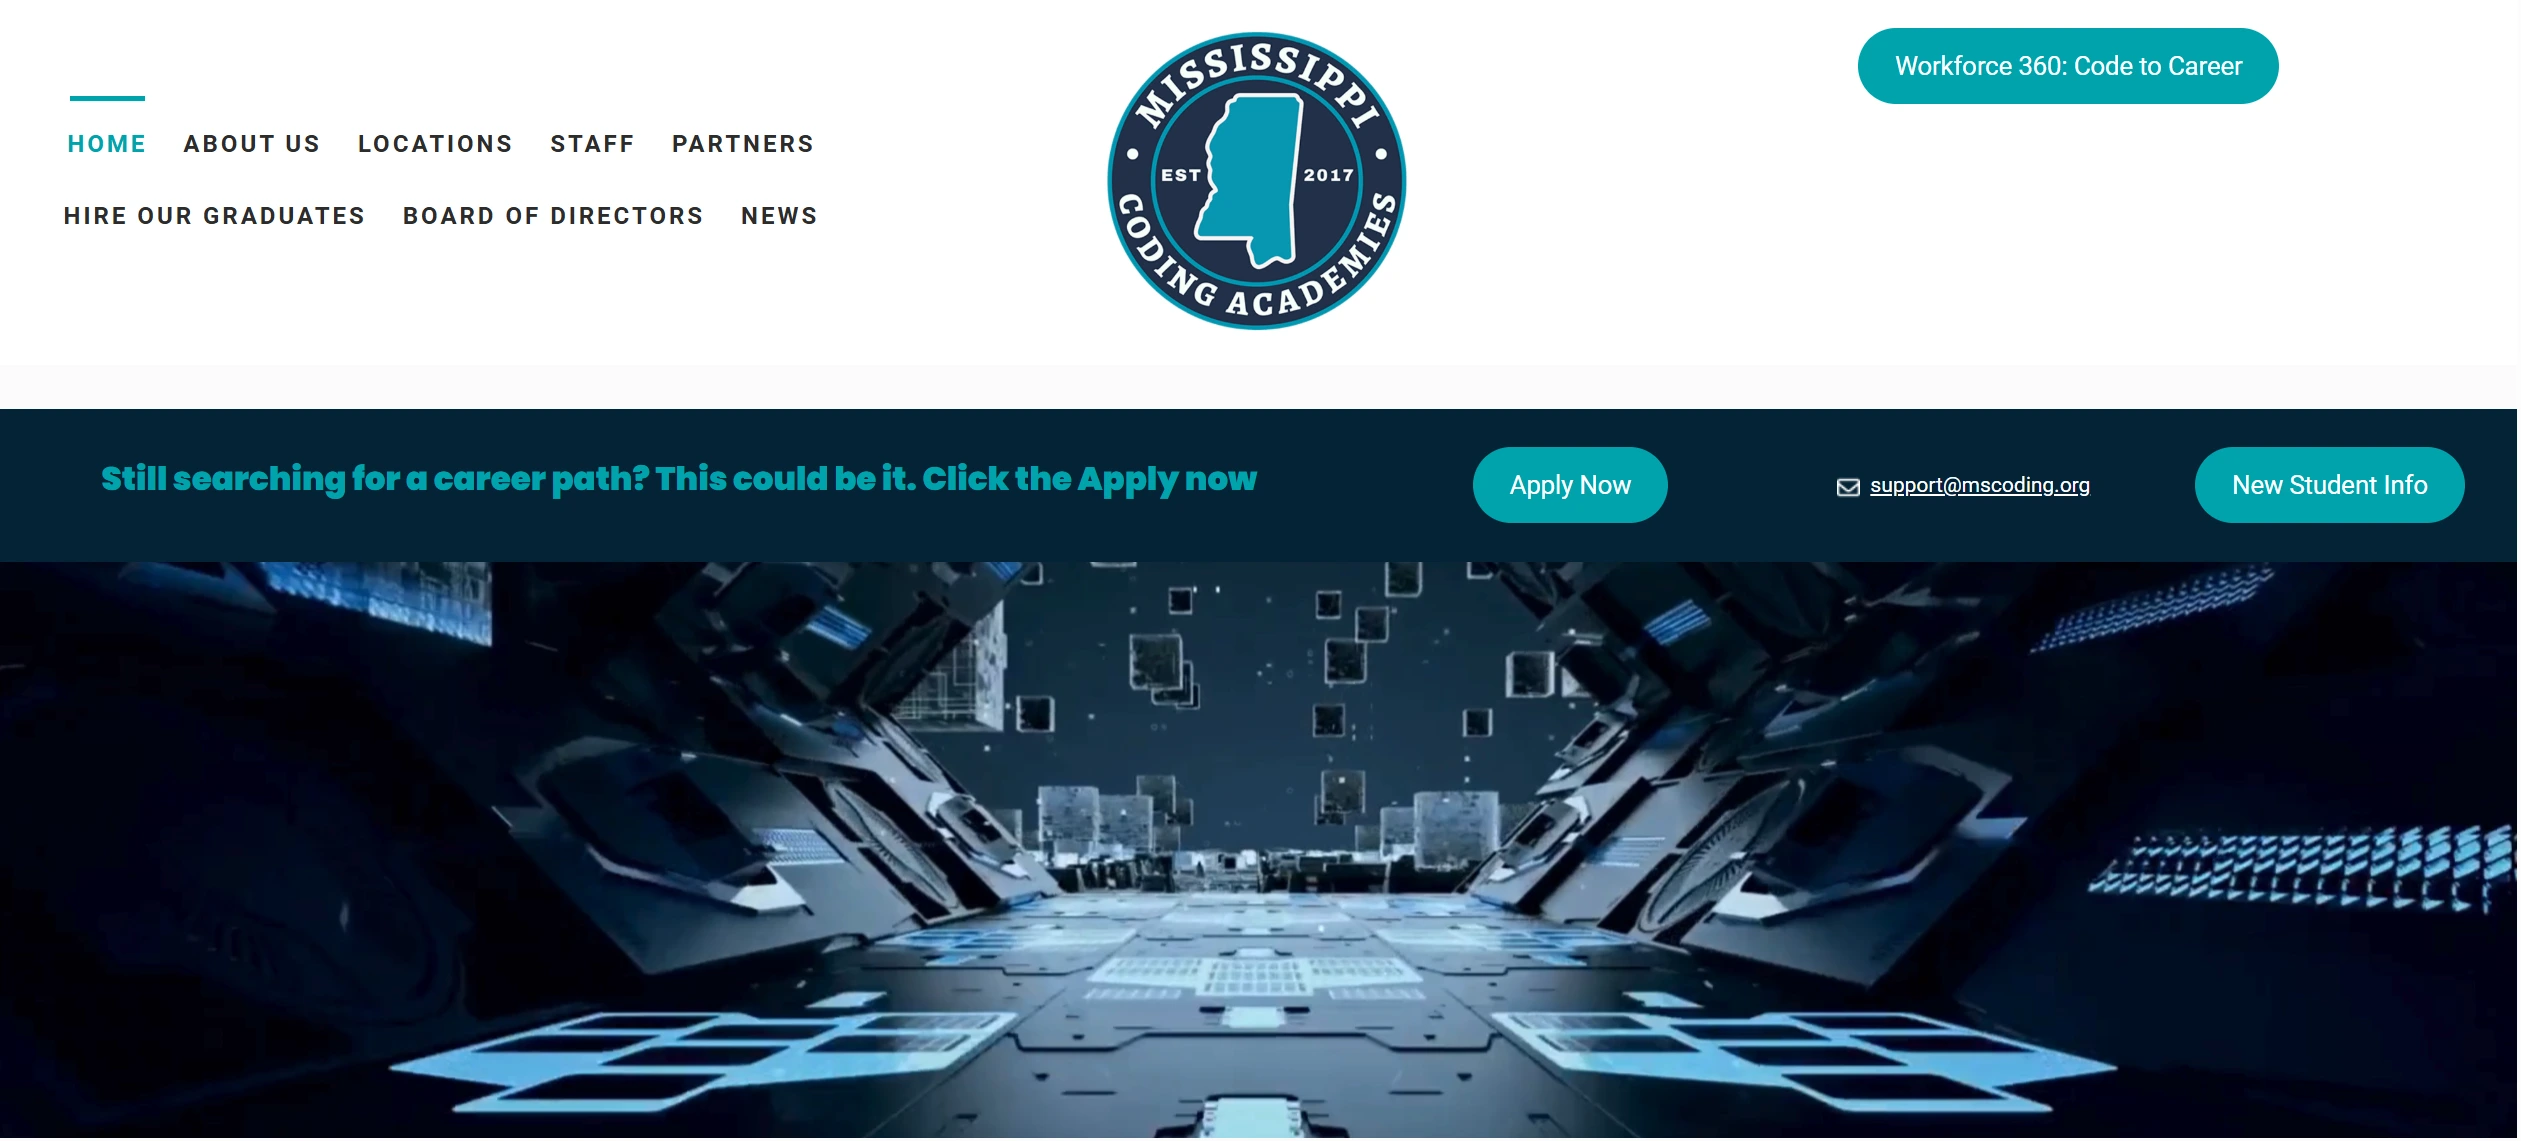 Workforce 360: Code to Career
HOME ABOUT US LOCATIONS STAFF PARTNERS
HIRE OUR GRADUATES BOARD OF DIRECTORS NEWS
MISSISSIPPI
EST 2017
CODING ACADEMIES
Still searching for a career path? This could be it. Click the Apply now
Apply Now
support@mscoding.org
New Student Info